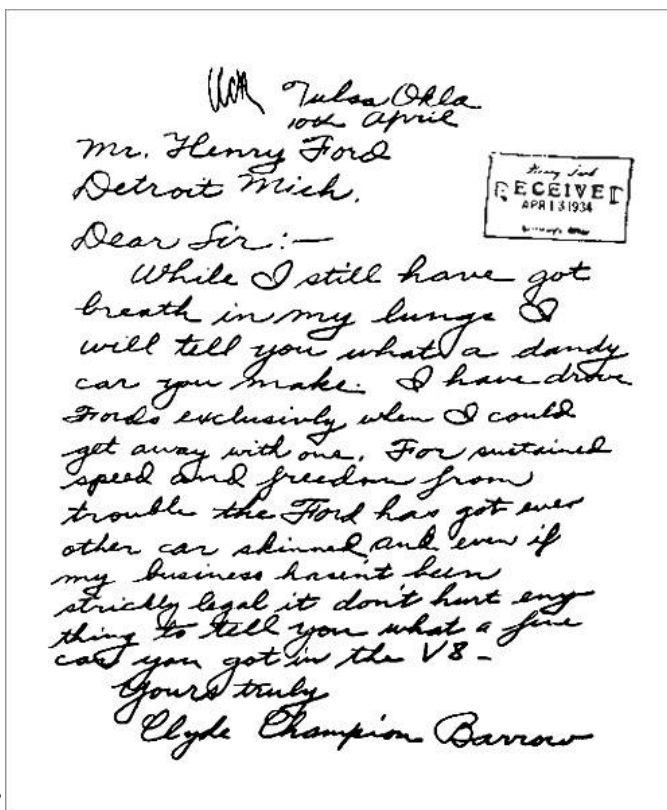 Tulsa Okla
10th April
Mr. Henry Ford
Detroit Mich.
RECEIVED
APR 13 1934
Dear Sir:—
While I still have got
breath in my lungs I
will tell you what a dandy
car you make. I have drove
Fords exclusivly when I could
get away with one. For sustained
speed and freedom from
trouble the Ford has got ever
other car skinned, and even if
my business hasen't been
strickly legal it don't hurt eny
thing to tell you what a fine
car you got in the V8 –
Yours truly
Clyde Champion Barrow